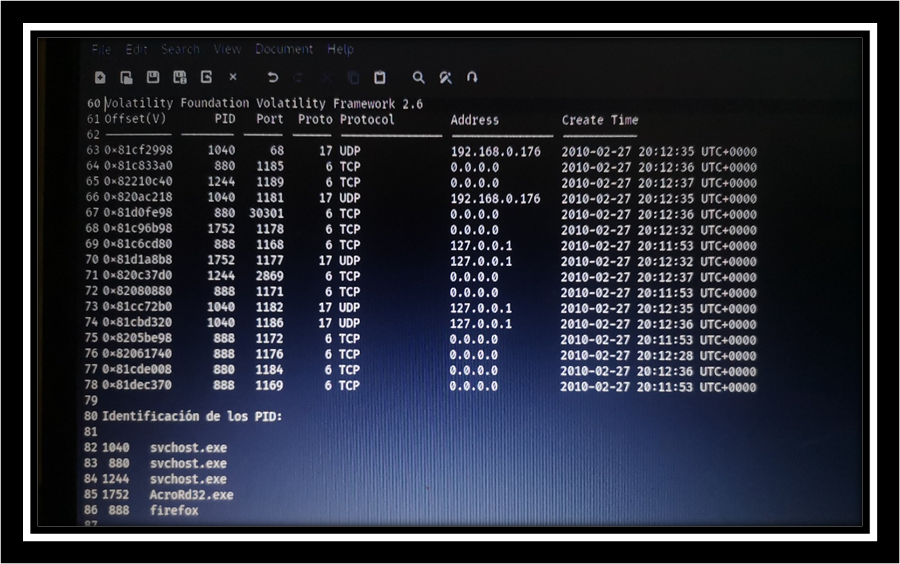 File Edit Search View Document Help
60 Volatility Foundation Volatility Framework 2.6
61 Offset(V) PID Port Proto Protocol Address Create Time
62
63 0x81cf2998 1040 68 17 UDP 192.168.0.176 2010-02-27 20:12:35 UTC+0000
64 0x81c833a0 880 1185 6 TCP 0.0.0.0 2010-02-27 20:12:36 UTC+0000
65 0x82210c40 1244 1189 6 TCP 0.0.0.0 2010-02-27 20:12:37 UTC+0000
66 0x820ac218 1040 1181 17 UDP 192.168.0.176 2010-02-27 20:12:35 UTC+0000
67 0x81d0fe98 880 30301 6 TCP 0.0.0.0 2010-02-27 20:12:36 UTC+0000
68 0x81c96b98 1752 1178 6 TCP 0.0.0.0 2010-02-27 20:12:32 UTC+0000
69 0x81c6cd80 888 1168 6 TCP 127.0.0.1 2010-02-27 20:11:53 UTC+0000
70 0x81d1a8b8 1752 1177 17 UDP 127.0.0.1 2010-02-27 20:12:32 UTC+0000
71 0x820c37d0 1244 2869 6 TCP 0.0.0.0 2010-02-27 20:12:37 UTC+0000
72 0x82080880 888 1171 6 TCP 0.0.0.0 2010-02-27 20:11:53 UTC+0000
73 0x81cc72b0 1040 1182 17 UDP 127.0.0.1 2010-02-27 20:12:35 UTC+0000
74 0x81cbd320 1040 1186 17 UDP 127.0.0.1 2010-02-27 20:12:36 UTC+0000
75 0x8205be98 888 1172 6 TCP 0.0.0.0 2010-02-27 20:11:53 UTC+0000
76 0x82061740 888 1176 6 TCP 0.0.0.0 2010-02-27 20:12:28 UTC+0000
77 0x81cde008 880 1184 6 TCP 0.0.0.0 2010-02-27 20:12:36 UTC+0000
78 0x81dec370 888 1169 6 TCP 0.0.0.0 2010-02-27 20:11:53 UTC+0000
79
80 Identificación de los PID:
81
82 1040 svchost.exe
83 880 svchost.exe
84 1244 svchost.exe
85 1752 AcroRd32.exe
86 888 firefox
87